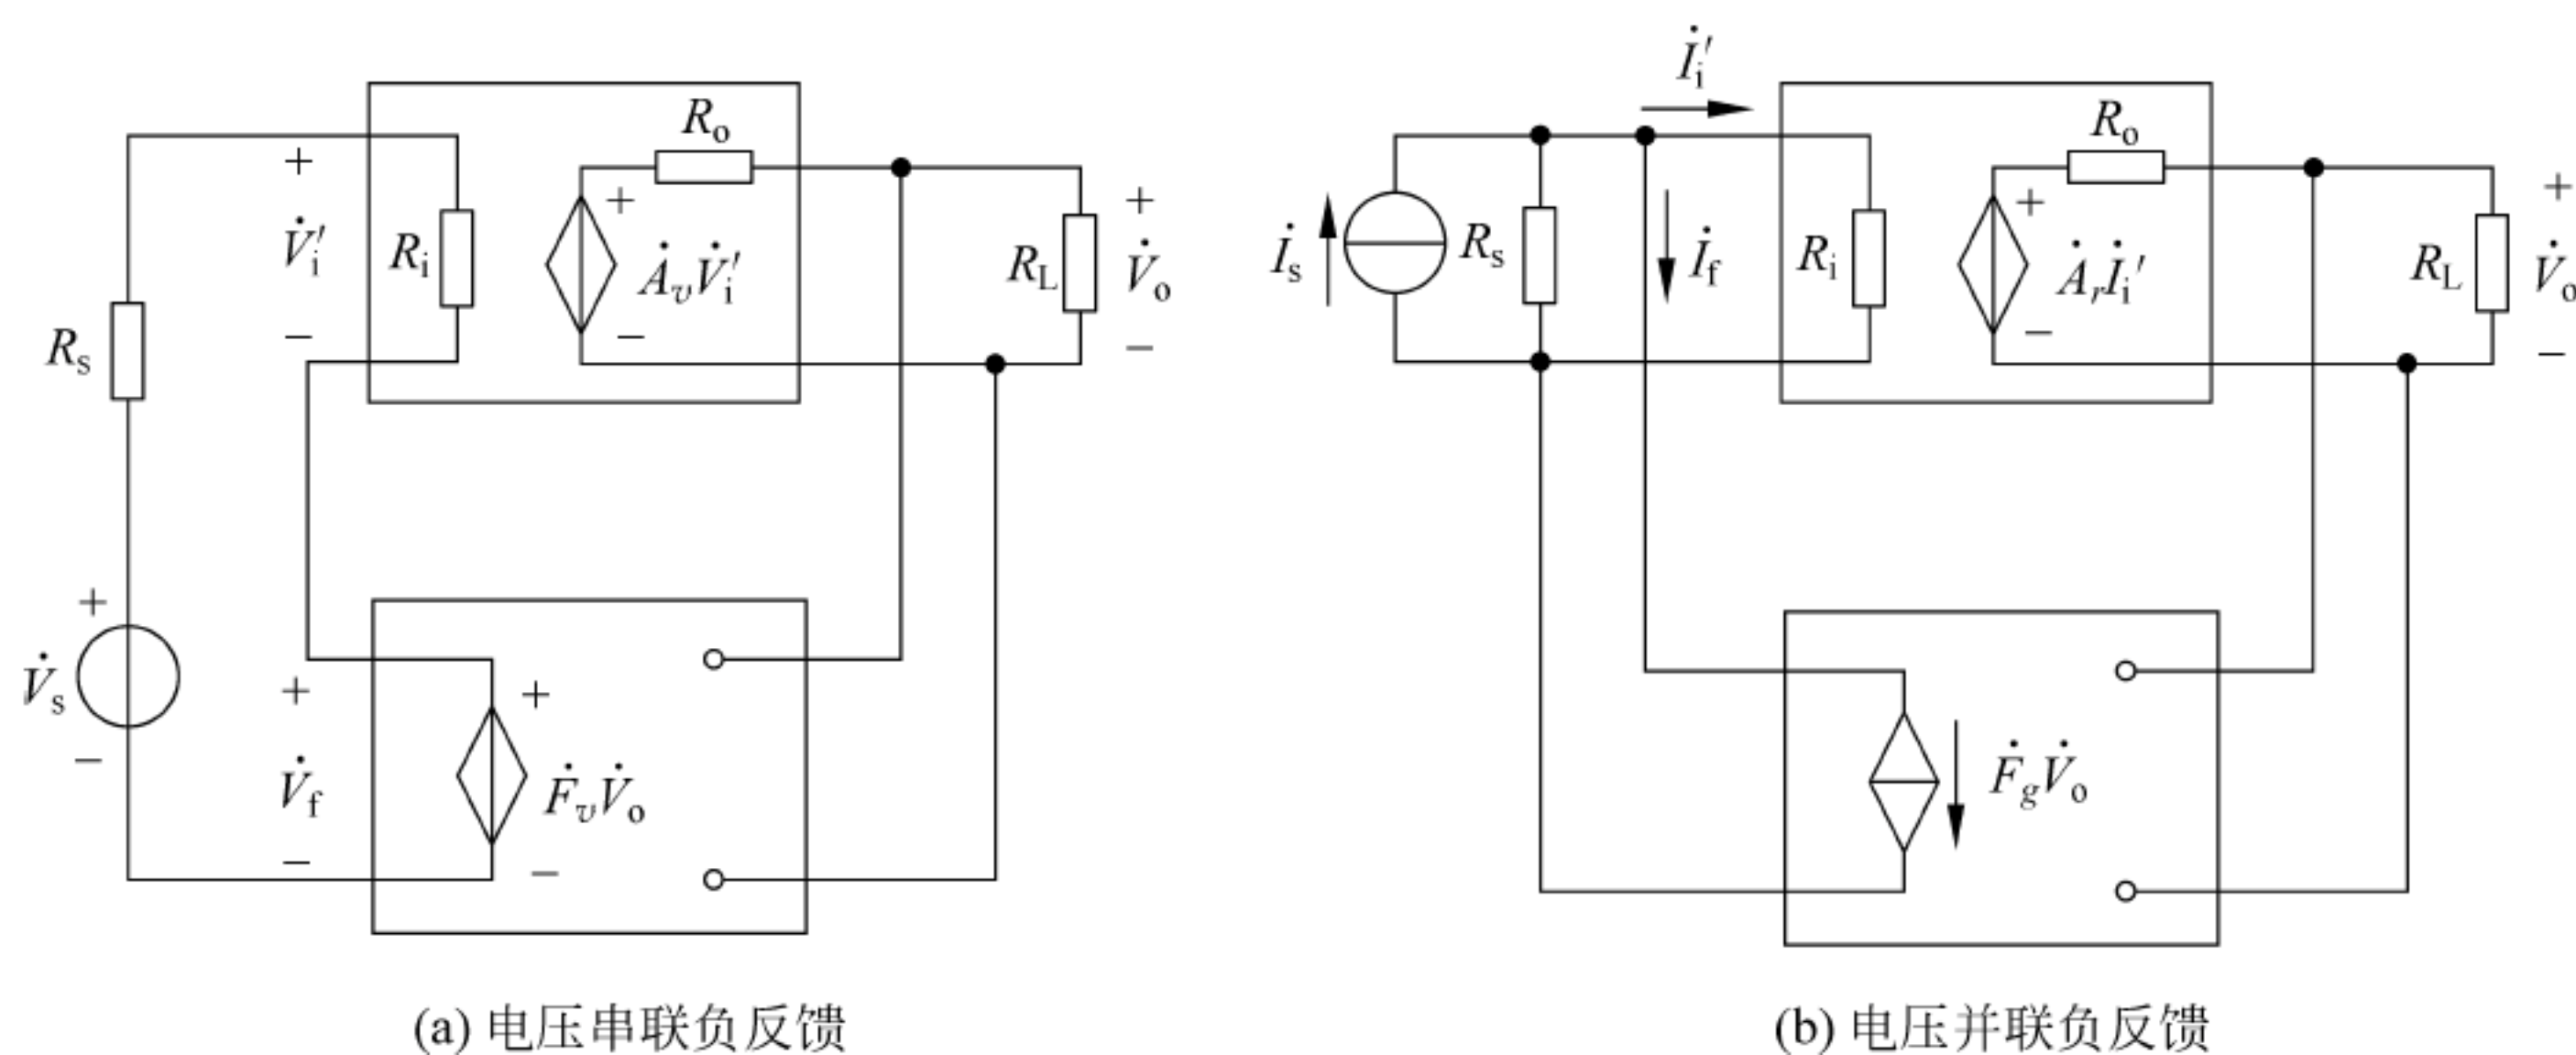 R_s
V̇_s
+
−
+
V̇′_i
−
R_i
+
Ȧ_vV̇′_i
−
R_o
R_L
+
V̇_o
−
+
V̇_f
−
+
Ḟ_vV̇_o
−
(a) 电压串联负反馈
İ_s
R_s
İ′_i
İ_f
R_i
+
Ȧ_rİ′_i
−
R_o
R_L
+
V̇_o
−
Ḟ_gV̇_o
(b) 电压并联负反馈